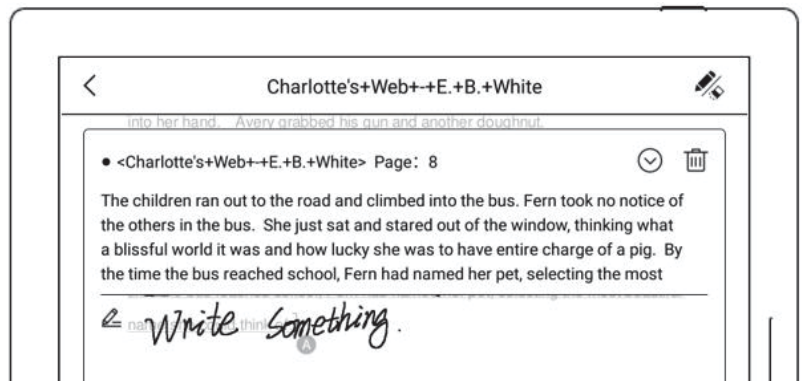 Charlotte's+Web+-+E.+B.+White
into her hand. Avery grabbed his gun and another doughnut.
• <Charlotte's+Web+-+E.+B.+White> Page: 8
The children ran out to the road and climbed into the bus. Fern took no notice of
the others in the bus. She just sat and stared out of the window, thinking what
a blissful world it was and how lucky she was to have entire charge of a pig. By
the time the bus reached school, Fern had named her pet, selecting the most
Write Something.
A